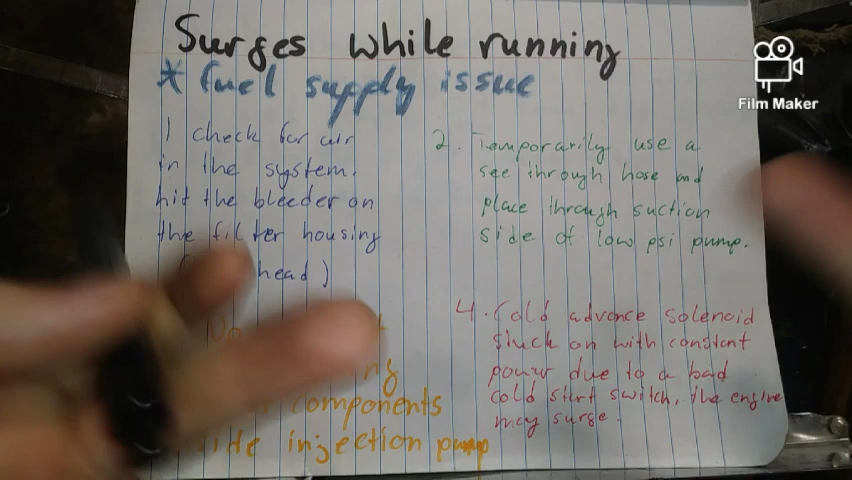 Surges while running
* fuel supply issue
1 check for air
in the system.
hit the bleeder on
the filter housing
head)
2. Temporarily use a
see through hose and
place through suction
side of low psi pump.
components
injection pump
4. Cold advance solenoid
stuck on with constant
power due to a bad
cold start switch, the engine
may surge.
Film Maker